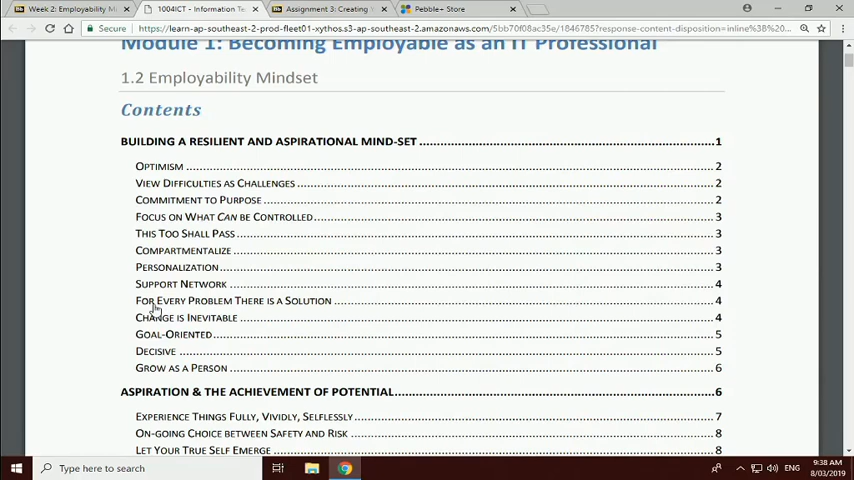 Week 2: Employability M
1004ICT - Information Te
Assignment 3: Creating
Pebble+ Store
Secure
https://learn-ap-southeast-2-prod-fleet01-xythos.s3-ap-southeast-2.amazonaws.com/5bb70f08ac35e/1846785?response-content-disposition=inline%3B%20...
Module 1: Becoming Employable as an IT Professional
1.2 Employability Mindset
Contents
BUILDING A RESILIENT AND ASPIRATIONAL MIND-SET 1
OPTIMISM 2
VIEW DIFFICULTIES AS CHALLENGES 2
COMMITMENT TO PURPOSE 2
FOCUS ON WHAT CAN BE CONTROLLED 3
THIS TOO SHALL PASS 3
COMPARTMENTALIZE 3
PERSONALIZATION 3
SUPPORT NETWORK 4
FOR EVERY PROBLEM THERE IS A SOLUTION 4
CHANGE IS INEVITABLE 4
GOAL-ORIENTED 5
DECISIVE 5
GROW AS A PERSON 6
ASPIRATION & THE ACHIEVEMENT OF POTENTIAL 6
EXPERIENCE THINGS FULLY, VIVIDLY, SELFLESSLY 7
ON-GOING CHOICE BETWEEN SAFETY AND RISK 8
LET YOUR TRUE SELF EMERGE 8
Type here to search
ENG
9:38 AM
8/03/2019